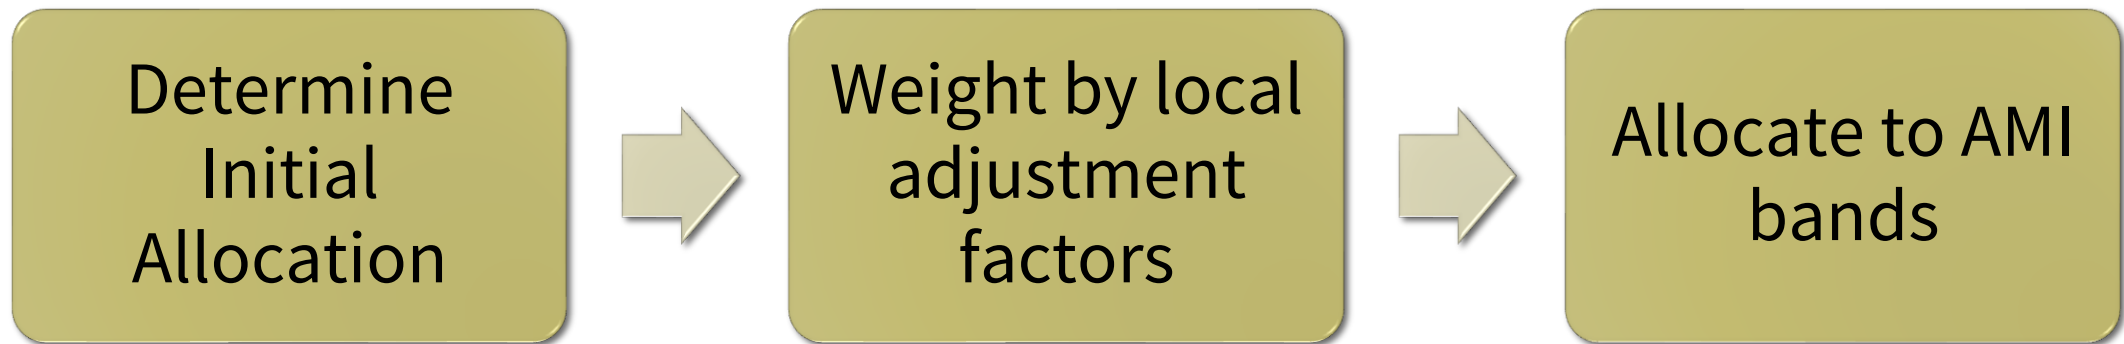 Determine
Initial
Allocation
Weight by local
adjustment
factors
Allocate to AMI
bands